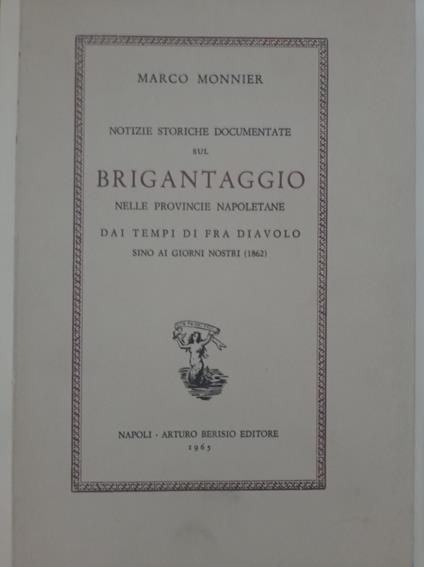 MARCO MONNIER
NOTIZIE STORICHE DOCUMENTATE
SUL
BRIGANTAGGIO
NELLE PROVINCIE NAPOLETANE
DAI TEMPI DI FRA DIAVOLO
SINO AI GIORNI NOSTRI (1862)
NAPOLI - ARTURO BERISIO EDITORE
1965